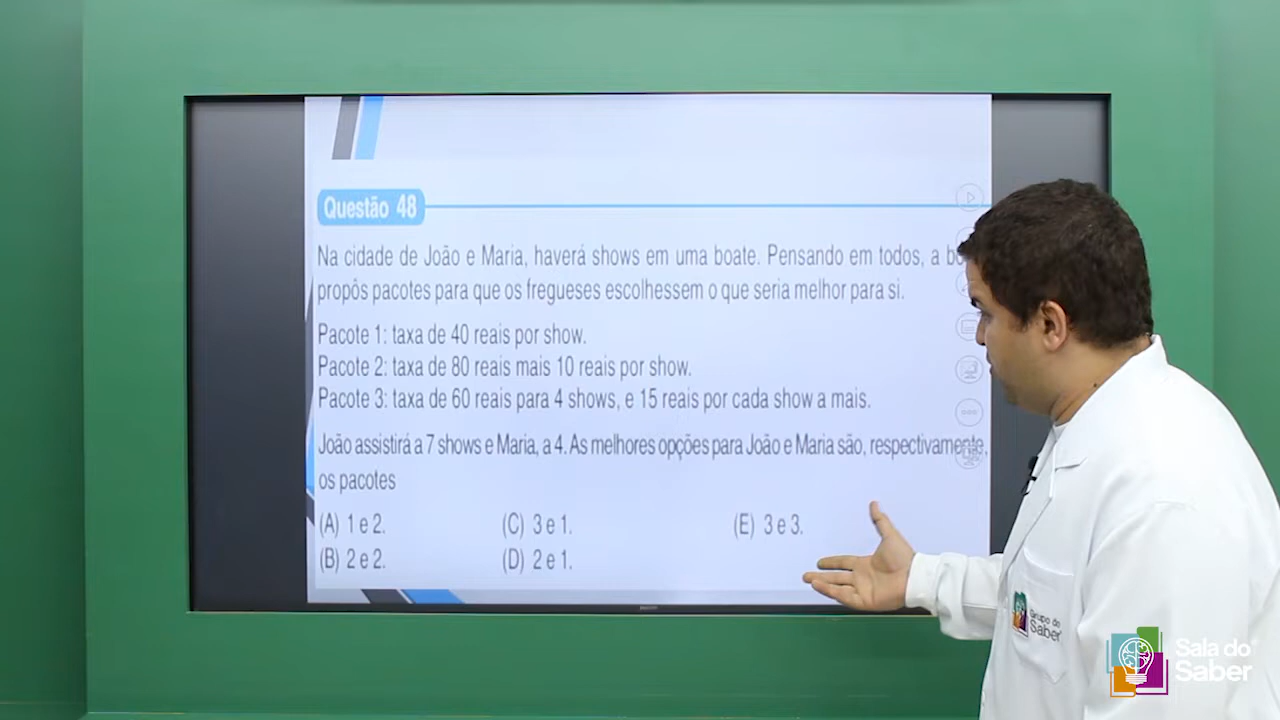 Questão 48
Na cidade de João e Maria, haverá shows em uma boate. Pensando em todos, a
propôs pacotes para que os fregueses escolhessem o que seria melhor para si.
Pacote 1: taxa de 40 reais por show.
Pacote 2: taxa de 80 reais mais 10 reais por show.
Pacote 3: taxa de 60 reais para 4 shows, e 15 reais por cada show a mais.
João assistirá a 7 shows e Maria, a 4. As melhores opções para João e Maria são, respectivamente,
os pacotes
(A) 1 e 2. (C) 3 e 1. (E) 3 e 3.
(B) 2 e 2. (D) 2 e 1.
Grupo do
Saber
Sala do
Saber